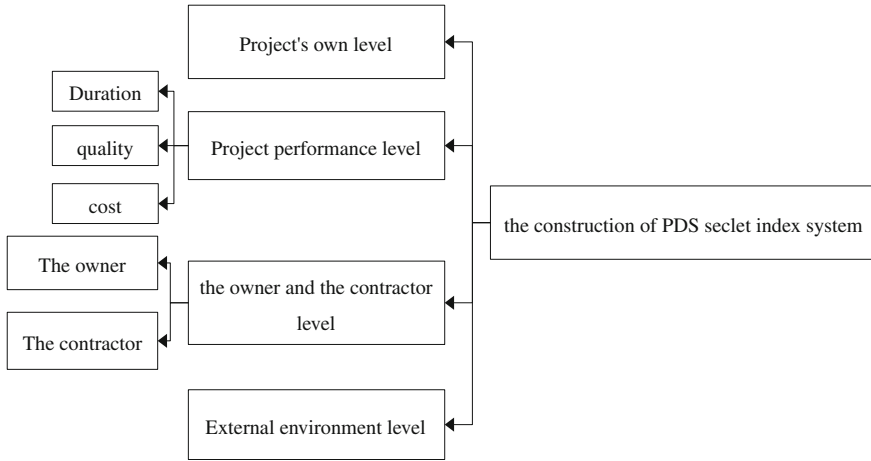 Project's own level
Duration
quality
cost
Project performance level
the construction of PDS seclet index system
The owner
The contractor
the owner and the contractor
level
External environment level